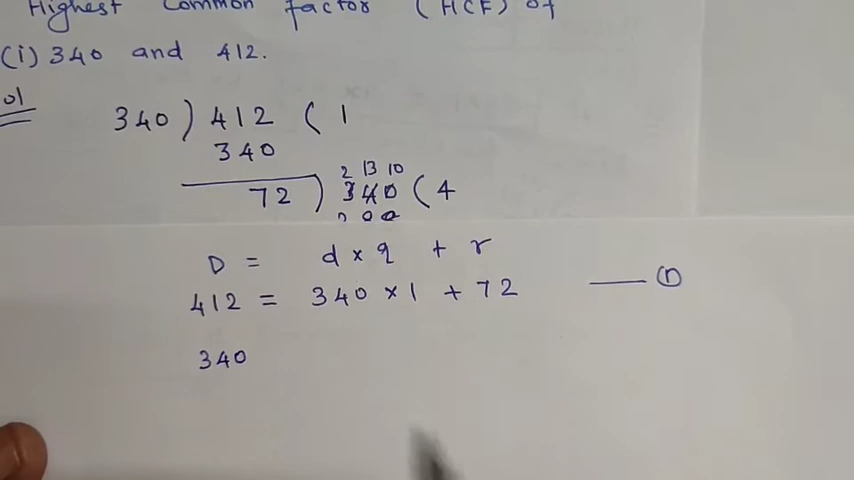 Highest Common factor (HCF) of
(i) 340 and 412.
ol
340 ) 412 ( 1
340
2 13 10
72 ) 340 ( 4
D = d × q + r
412 = 340 × 1 + 72 —— ①
340